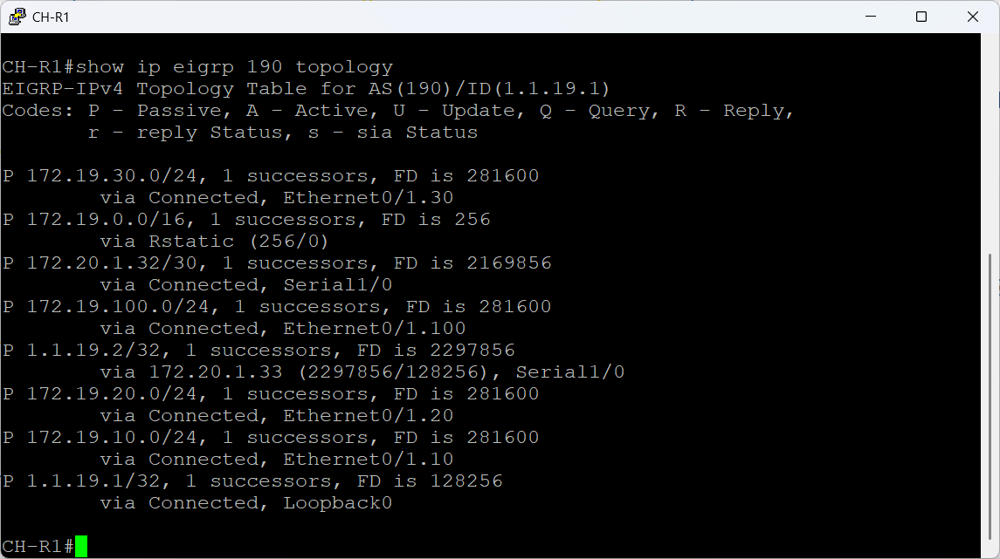 CH-R1
CH-R1#show ip eigrp 190 topology
EIGRP-IPv4 Topology Table for AS(190)/ID(1.1.19.1)
Codes: P - Passive, A - Active, U - Update, Q - Query, R - Reply,
       r - reply Status, s - sia Status

P 172.19.30.0/24, 1 successors, FD is 281600
        via Connected, Ethernet0/1.30
P 172.19.0.0/16, 1 successors, FD is 256
        via Rstatic (256/0)
P 172.20.1.32/30, 1 successors, FD is 2169856
        via Connected, Serial1/0
P 172.19.100.0/24, 1 successors, FD is 281600
        via Connected, Ethernet0/1.100
P 1.1.19.2/32, 1 successors, FD is 2297856
        via 172.20.1.33 (2297856/128256), Serial1/0
P 172.19.20.0/24, 1 successors, FD is 281600
        via Connected, Ethernet0/1.20
P 172.19.10.0/24, 1 successors, FD is 281600
        via Connected, Ethernet0/1.10
P 1.1.19.1/32, 1 successors, FD is 128256
        via Connected, Loopback0

CH-R1#